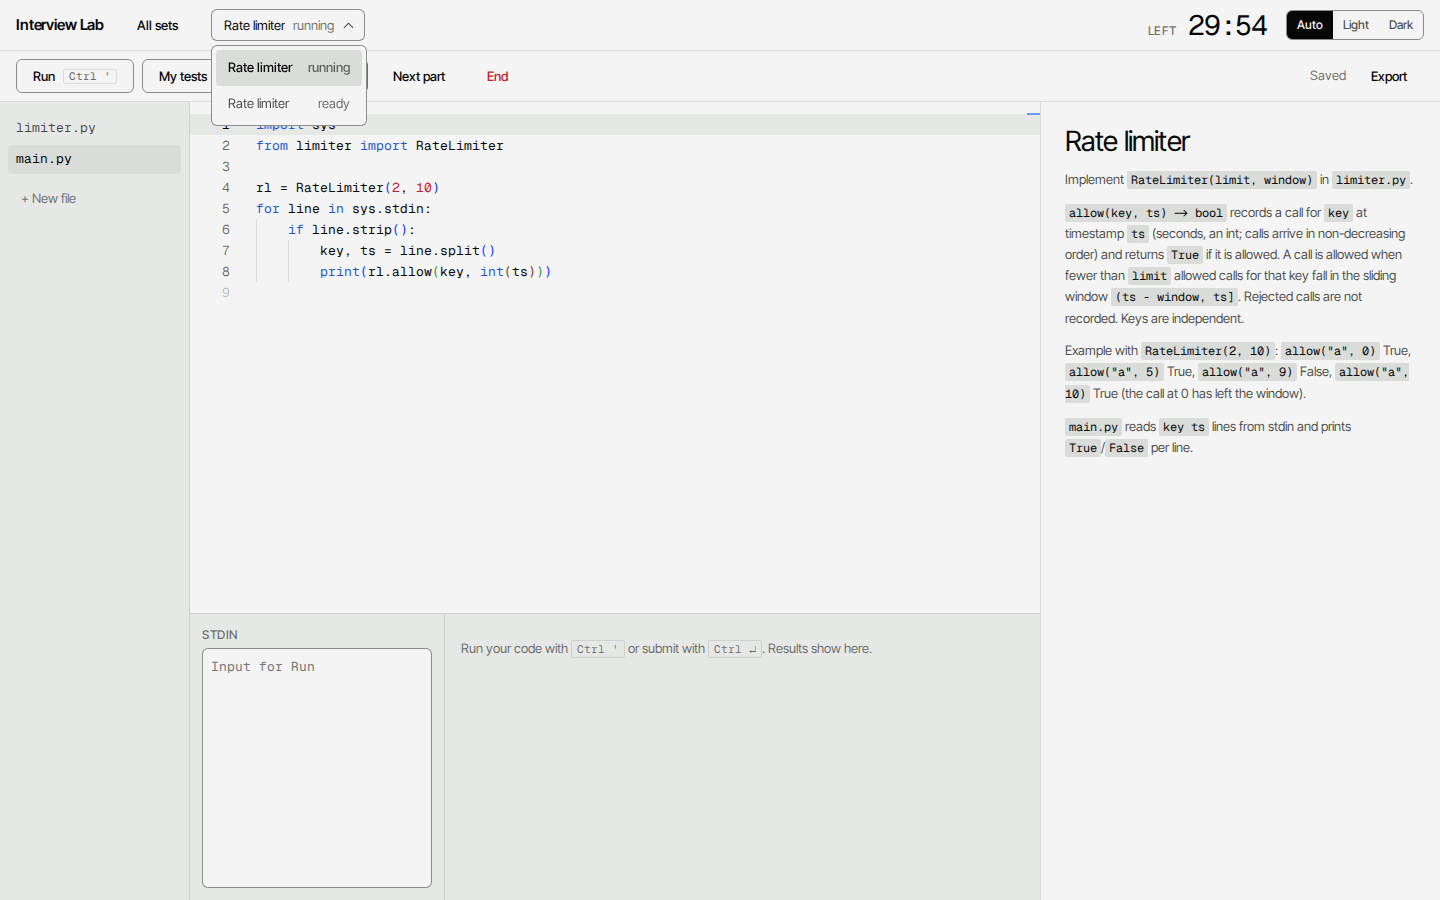 Interview Lab
All sets
Rate limiter running
LEFT 29:54
Auto Light Dark
Rate limiter running
Rate limiter ready
Run Ctrl '
My tests
Next part
End
Saved
Export
limiter.py
main.py
+ New file
1 import sys
2 from limiter import RateLimiter
3
4 rl = RateLimiter(2, 10)
5 for line in sys.stdin:
6 if line.strip():
7 key, ts = line.split()
8 print(rl.allow(key, int(ts)))
9
STDIN
Input for Run
Run your code with Ctrl ' or submit with Ctrl ↵. Results show here.
Rate limiter
Implement RateLimiter(limit, window) in limiter.py.
allow(key, ts) → bool records a call for key at
timestamp ts (seconds, an int; calls arrive in non-decreasing
order) and returns True if it is allowed. A call is allowed when
fewer than limit allowed calls for that key fall in the sliding
window (ts - window, ts]. Rejected calls are not
recorded. Keys are independent.
Example with RateLimiter(2, 10): allow("a", 0) True,
allow("a", 5) True, allow("a", 9) False, allow("a",
10) True (the call at 0 has left the window).
main.py reads key ts lines from stdin and prints
True/False per line.